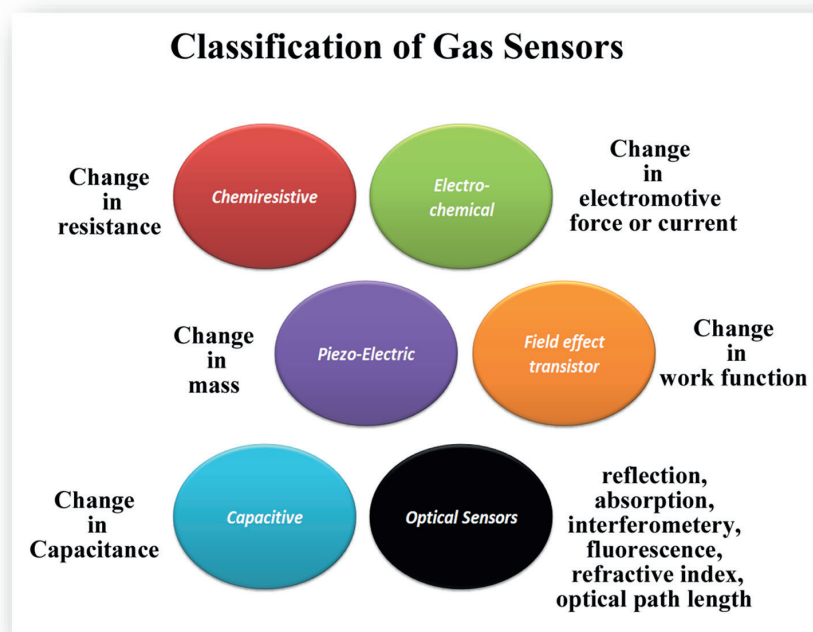 Classification of Gas Sensors
Change
in
resistance
Chemiresistive
Electro-
chemical
Change
in
electromotive
force or current
Change
in
mass
Piezo-Electric
Field effect
transistor
Change
in
work function
Change
in
Capacitance
Capacitive
Optical Sensors
reflection,
absorption,
interferometery,
fluorescence,
refractive index,
optical path length